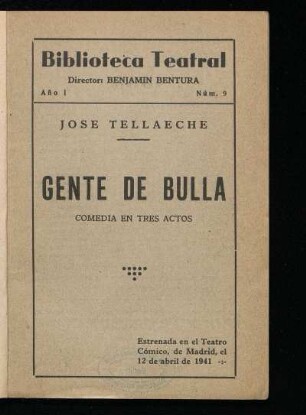 Biblioteca Teatral
Director: BENJAMIN BENTURA
Año I Núm. 9
JOSE TELLAECHE
GENTE DE BULLA
COMEDIA EN TRES ACTOS
Estrenada en el Teatro
Cómico, de Madrid, el
12 de abril de 1941